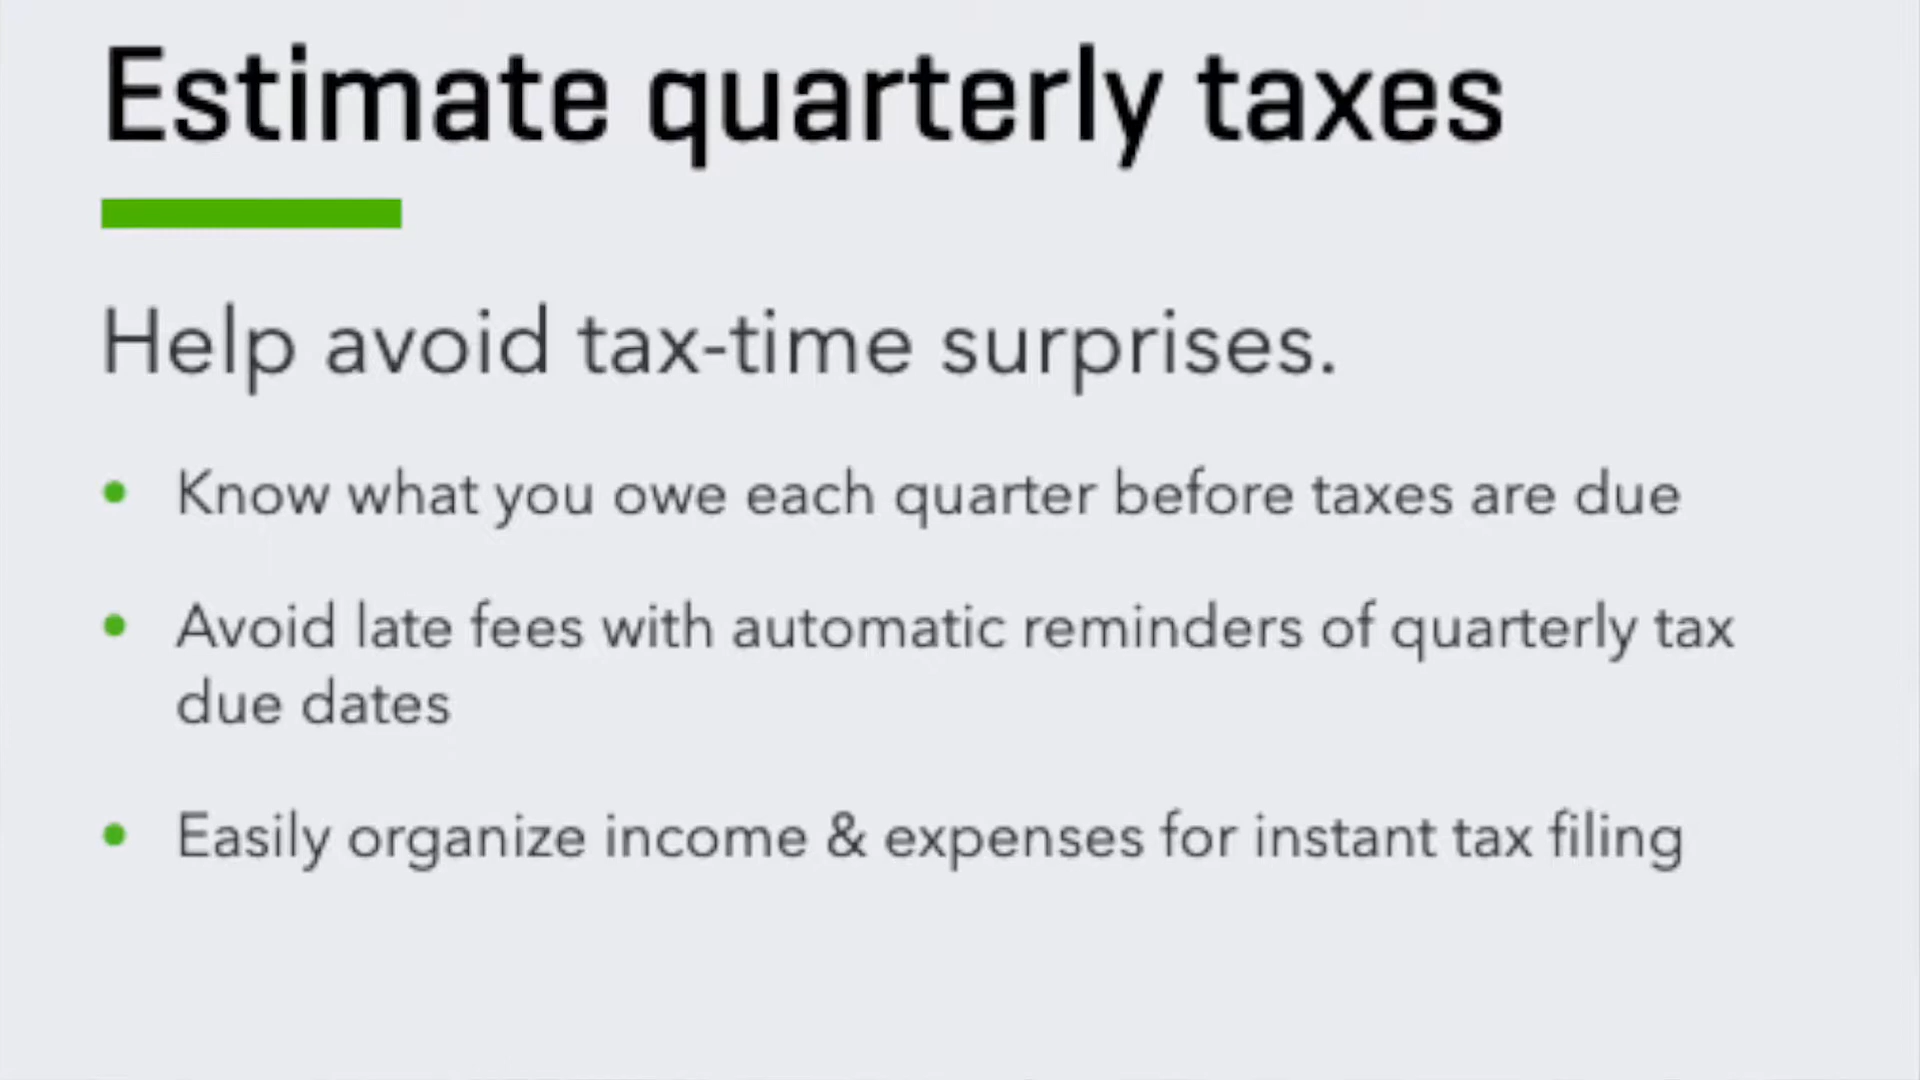 Estimate quarterly taxes
Help avoid tax-time surprises.
• Know what you owe each quarter before taxes are due
• Avoid late fees with automatic reminders of quarterly tax
due dates
• Easily organize income & expenses for instant tax filing